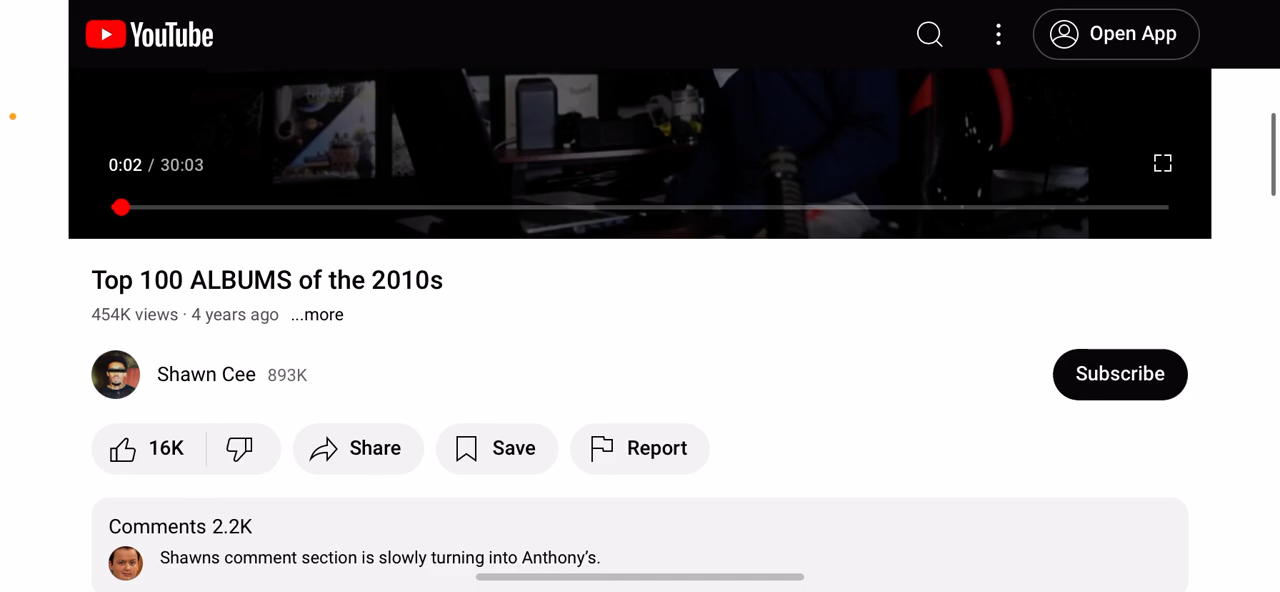 YouTube
Open App
0:02 / 30:03
Top 100 ALBUMS of the 2010s
454K views · 4 years ago ...more
Shawn Cee 893K
Subscribe
16K Share Save Report
Comments 2.2K
Shawns comment section is slowly turning into Anthony’s.